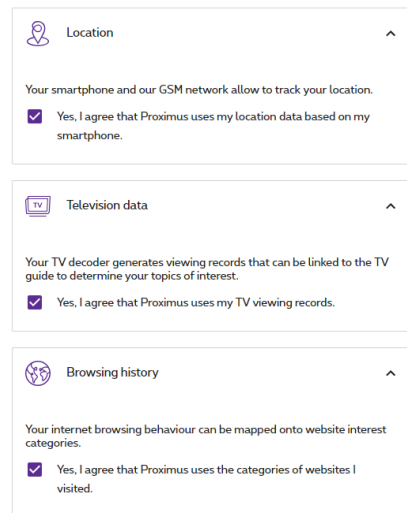 Location
Your smartphone and our GSM network allow to track your location.
Yes, I agree that Proximus uses my location data based on my
smartphone.
TV
Television data
Your TV decoder generates viewing records that can be linked to the TV
guide to determine your topics of interest.
Yes, I agree that Proximus uses my TV viewing records.
Browsing history
Your internet browsing behaviour can be mapped onto website interest
categories.
Yes, I agree that Proximus uses the categories of websites I
visited.